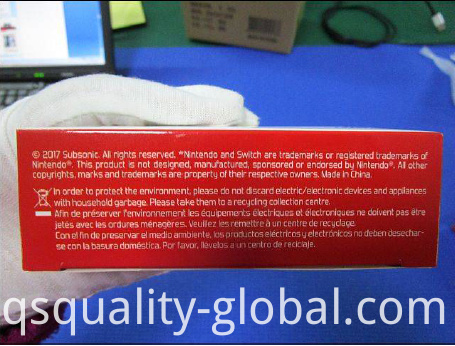 © 2017 Subsonic. All rights reserved. *Nintendo and Switch are trademarks or registered trademarks of
Nintendo®. This product is not designed, manufactured, sponsored or endorsed by Nintendo®. All other
copyrights, marks and trademarks are property of their respective owners. Made in China.
In order to protect the environment, please do not discard electric/electronic devices and appliances
with household garbage. Please take them to a recycling collection centre.
Afin de préserver l'environnement les équipements électriques et électroniques ne doivent pas être
jetés avec les ordures ménagères. Veuillez les remettre à un centre de recyclage.
Con el fin de preservar el medio ambiente, los productos eléctricos y electrónicos no deben desechar-
se con la basura doméstica. Por favor, llévelos a un centro de reciclaje.
qsquality-global.com